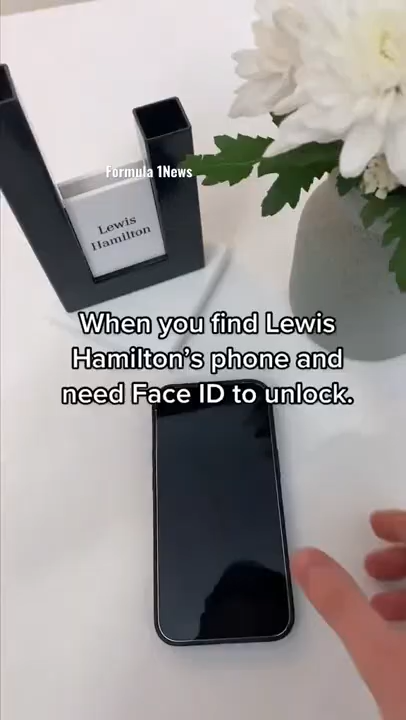 Formula 1News
Lewis
Hamilton
When you find Lewis
Hamilton's phone and
need Face ID to unlock.